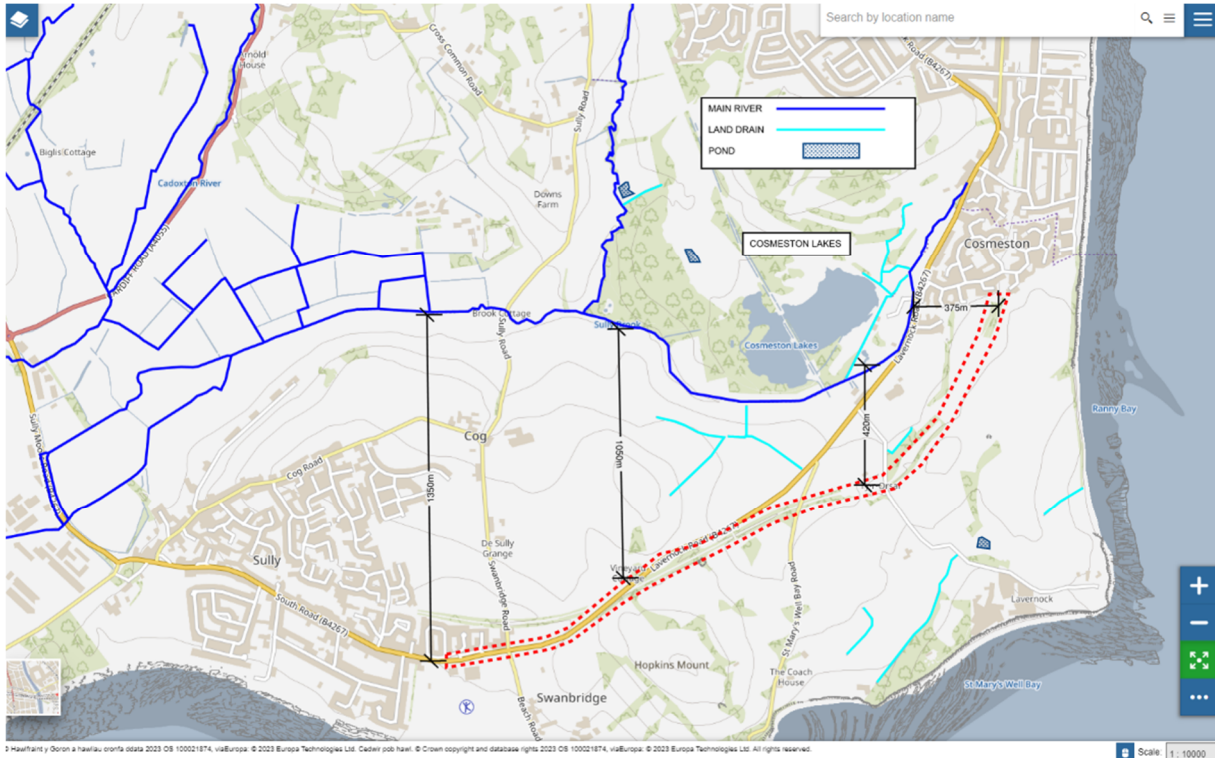 Search by location name
Cross Common Road
Arnold
House
Sully Road
Biglis Cottage
Cadoxton River
Downs
Farm
MAIN RIVER
LAND DRAIN
POND
COSMESTON LAKES
Cosmeston
Brook Cottage
Sully Road
Cosmeston Lakes
375m
Ranny Bay
420m
1050m
1350m
Cog
Cog Road
Sully
De Sully
Grange
Swanbridge Road
Lavernock
South Road (B4267)
St Mary's Well Bay Road
Hopkins Mount
The Coach
House
Swanbridge
Beach Road
St Mary's Well Bay
© Hawlfraint y Goron a hawliau cronfa ddata 2023 OS 100021874, viaEuropa: © 2023 Europa Technologies Ltd. Cedwir pob hawl. © Crown copyright and database rights 2023 OS 100021874, viaEuropa: © 2023 Europa Technologies Ltd. All rights reserved.
Scale: 1 : 10000